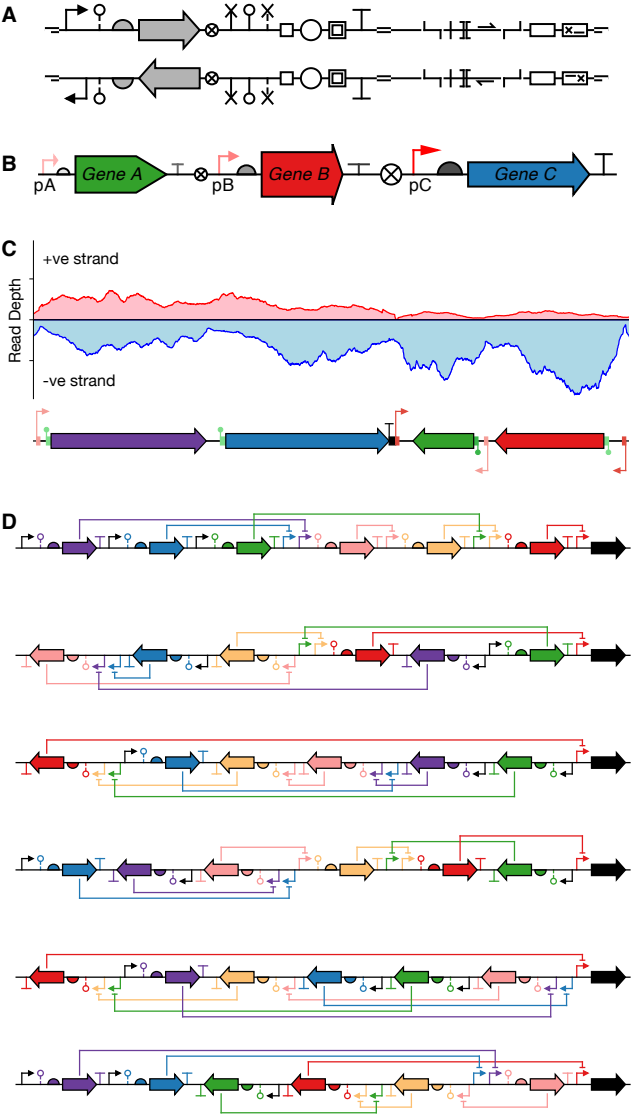 A
B
Gene A
Gene B
Gene C
pA
pB
pC
C
+ve strand
Read Depth
-ve strand
D